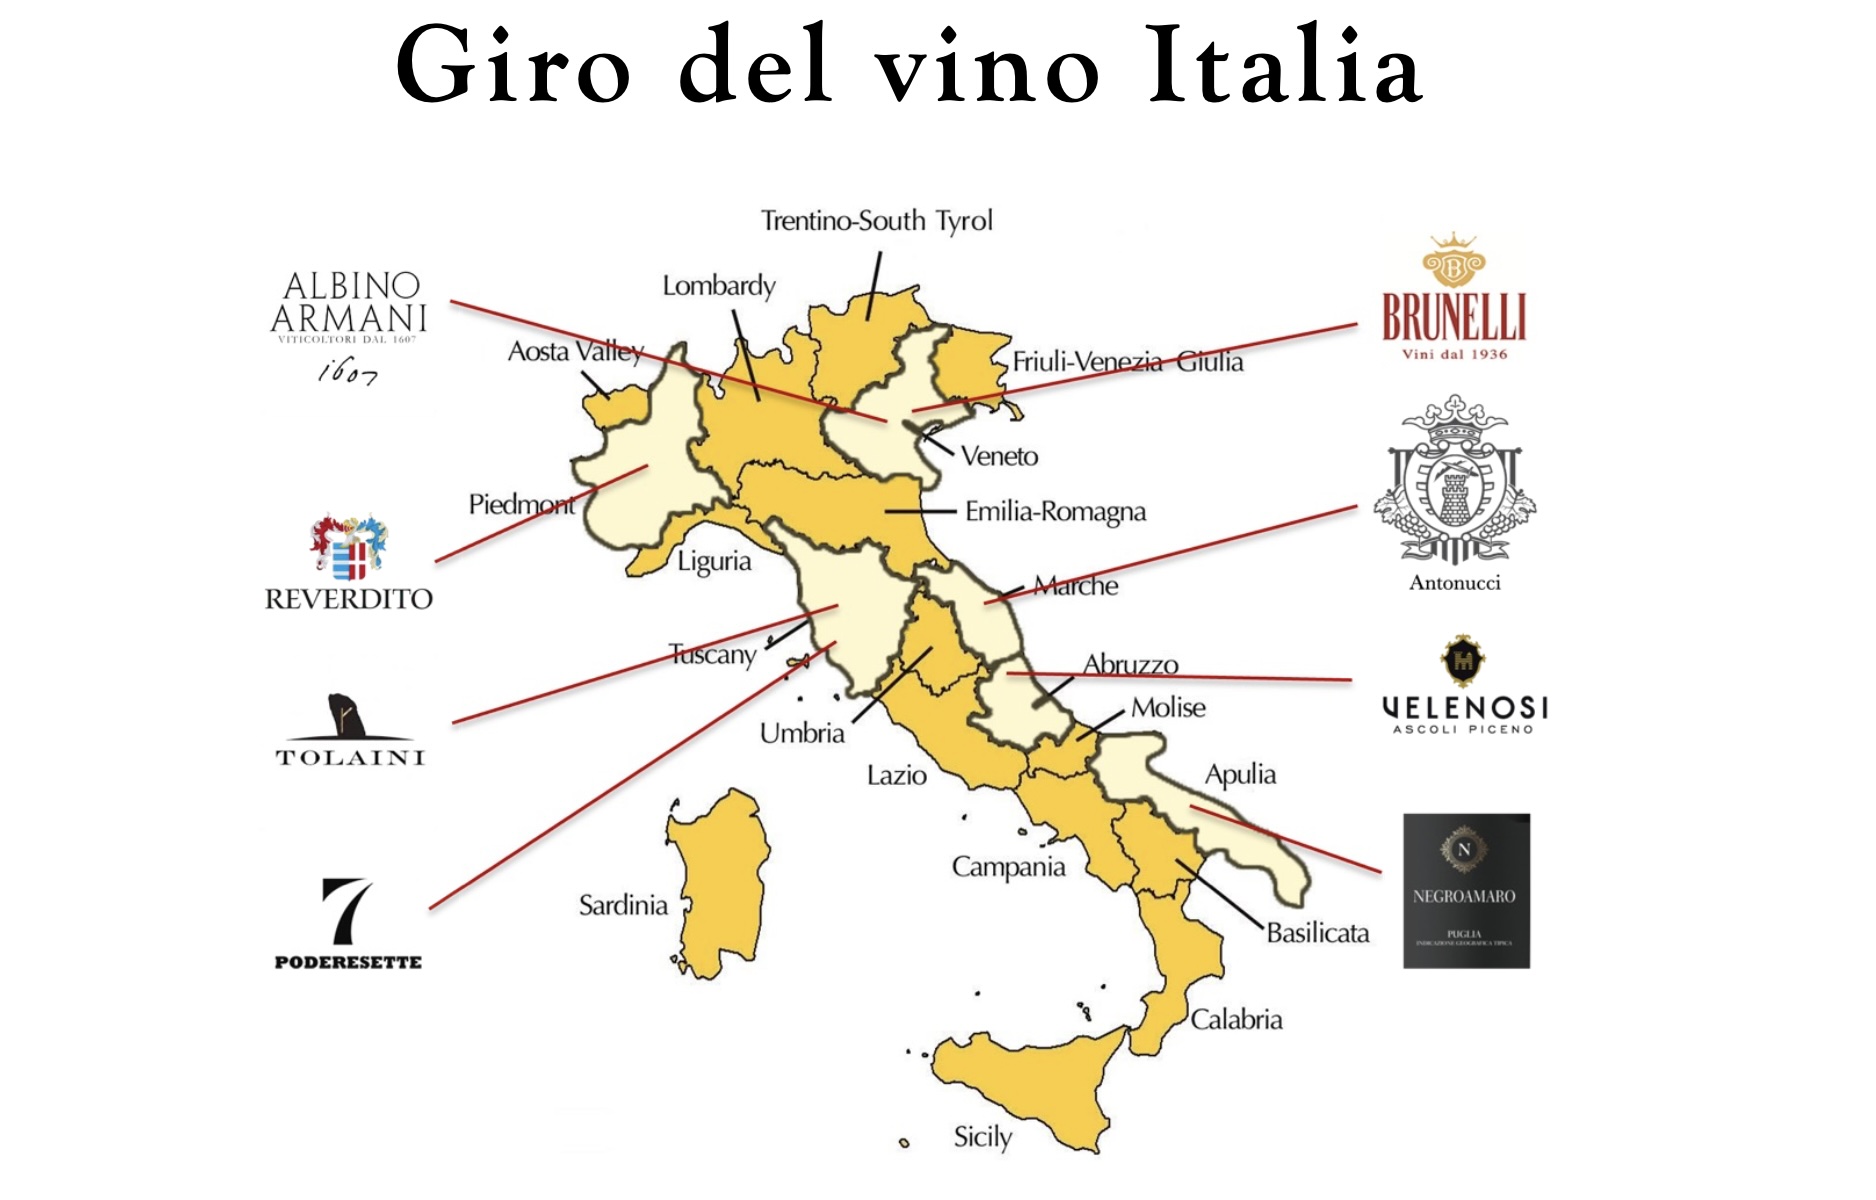 Giro del vino Italia
Trentino-South Tyrol
Lombardy
Aosta Valley
Friuli-Venezia Giulia
Veneto
Piedmont
Emilia-Romagna
Liguria
Marche
Tuscany
Abruzzo
Umbria
Molise
Lazio
Apulia
Campania
Sardinia
Basilicata
Calabria
Sicily
ALBINO
ARMANI
VITICOLTORI DAL 1607
1607
REVERDITO
TOLAINI
7
PODERESETTE
B
BRUNELLI
Vini dal 1936
Antonucci
VELENOSI
ASCOLI PICENO
N
NEGROAMARO
PUGLIA
INDICAZIONE GEOGRAFICA TIPICA